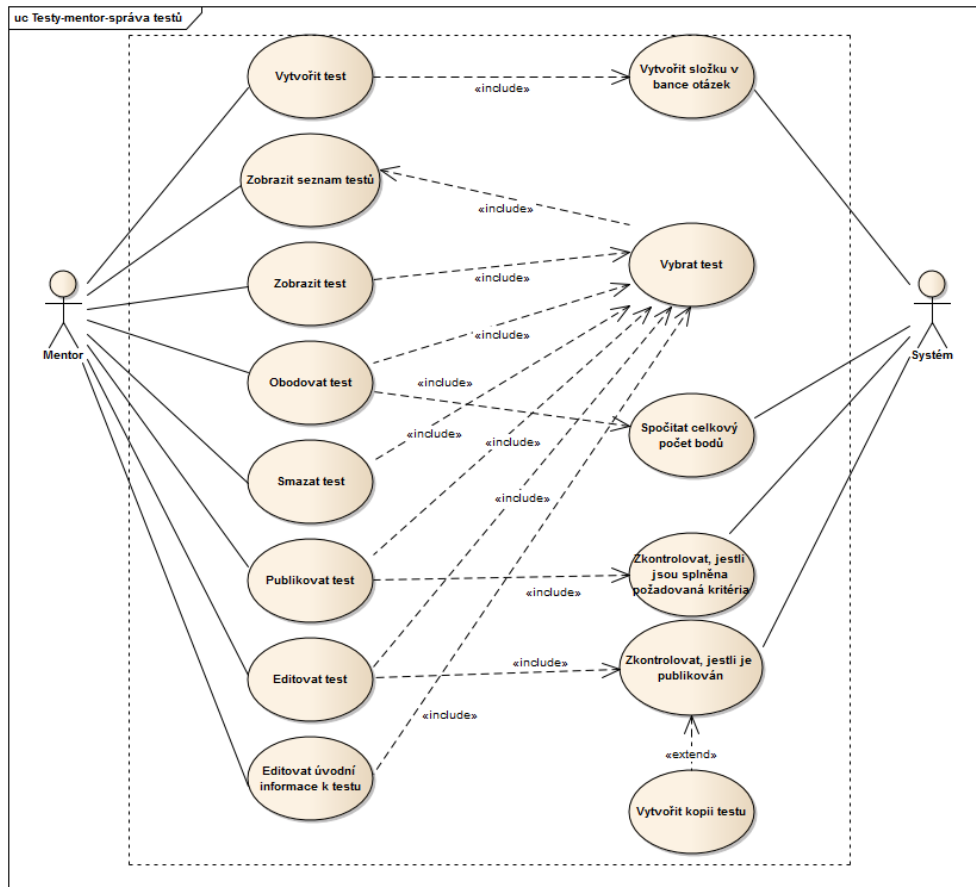 uc Testy-mentor-správa testů
Vytvořit test
«include»
Vytvořit složku v
bance otázek
Zobrazit seznam testů
«include»
Zobrazit test
«include»
Vybrat test
Mentor
Systém
Obodovat test
«include»
«include»
Spočitat celkový
počet bodů
Smazat test
«include»
«include»
Publikovat test
«include»
«include»
Zkontrolovat, jestli
jsou splněna
požadovaná kritéria
Editovat test
«include»
Zkontrolovat, jestli je
publikován
«include»
Editovat úvodní
informace k testu
«extend»
Vytvořit kopii testu